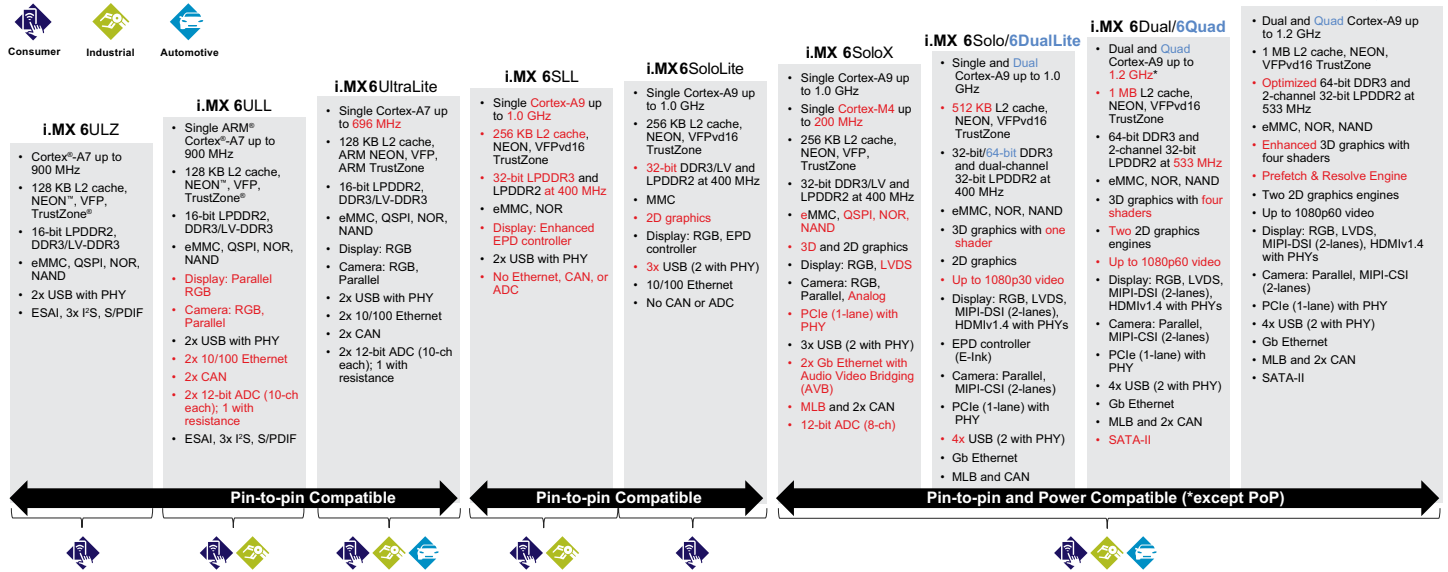 Consumer
Industrial
Automotive
i.MX 6ULZ
• Cortex®-A7 up to
900 MHz
• 128 KB L2 cache,
NEON™, VFP,
TrustZone®
• 16-bit LPDDR2,
DDR3/LV-DDR3
• eMMC, QSPI, NOR,
NAND
• 2x USB with PHY
• ESAI, 3x I²S, S/PDIF
i.MX 6ULL
• Single ARM®
Cortex®-A7 up to
900 MHz
• 128 KB L2 cache,
NEON™, VFP,
TrustZone®
• 16-bit LPDDR2,
DDR3/LV-DDR3
• eMMC, QSPI, NOR,
NAND
• Display: Parallel
RGB
• Camera: RGB,
Parallel
• 2x USB with PHY
• 2x 10/100 Ethernet
• 2x CAN
• 2x 12-bit ADC (10-ch
each); 1 with
resistance
• ESAI, 3x I²S, S/PDIF
i.MX6UltraLite
• Single Cortex-A7 up
to 696 MHz
• 128 KB L2 cache,
ARM NEON, VFP,
ARM TrustZone
• 16-bit LPDDR2,
DDR3/LV-DDR3
• eMMC, QSPI, NOR,
NAND
• Display: RGB
• Camera: RGB,
Parallel
• 2x USB with PHY
• 2x 10/100 Ethernet
• 2x CAN
• 2x 12-bit ADC (10-ch
each); 1 with
resistance
i.MX 6SLL
• Single Cortex-A9 up
to 1.0 GHz
• 256 KB L2 cache,
NEON, VFPvd16
TrustZone
• 32-bit LPDDR3 and
LPDDR2 at 400 MHz
• eMMC, NOR
• Display: Enhanced
EPD controller
• 2x USB with PHY
• No Ethernet, CAN, or
ADC
i.MX6SoloLite
• Single Cortex-A9 up
to 1.0 GHz
• 256 KB L2 cache,
NEON, VFPvd16
TrustZone
• 32-bit DDR3/LV and
LPDDR2 at 400 MHz
• MMC
• 2D graphics
• Display: RGB, EPD
controller
• 3x USB (2 with PHY)
• 10/100 Ethernet
• No CAN or ADC
i.MX 6SoloX
• Single Cortex-A9 up
to 1.0 GHz
• Single Cortex-M4 up
to 200 MHz
• 256 KB L2 cache,
NEON, VFP,
TrustZone
• 32-bit DDR3/LV and
LPDDR2 at 400 MHz
• eMMC, QSPI, NOR,
NAND
• 3D and 2D graphics
• Display: RGB, LVDS
• Camera: RGB,
Parallel, Analog
• PCIe (1-lane) with
PHY
• 3x USB (2 with PHY)
• 2x Gb Ethernet with
Audio Video Bridging
(AVB)
• MLB and 2x CAN
• 12-bit ADC (8-ch)
i.MX 6Solo/6DualLite
• Single and Dual
Cortex-A9 up to 1.0
GHz
• 512 KB L2 cache,
NEON, VFPvd16
TrustZone
• 32-bit/64-bit DDR3
and dual-channel
32-bit LPDDR2 at
400 MHz
• eMMC, NOR, NAND
• 3D graphics with one
shader
• 2D graphics
• Up to 1080p30 video
• Display: RGB, LVDS,
MIPI-DSI (2-lanes),
HDMIv1.4 with PHYs
• EPD controller
(E-Ink)
• Camera: Parallel,
MIPI-CSI (2-lanes)
• PCIe (1-lane) with
PHY
• 4x USB (2 with PHY)
• Gb Ethernet
• MLB and CAN
i.MX 6Dual/6Quad
• Dual and Quad
Cortex-A9 up to
1.2 GHz*
• 1 MB L2 cache,
NEON, VFPvd16
TrustZone
• 64-bit DDR3 and
2-channel 32-bit
LPDDR2 at 533 MHz
• eMMC, NOR, NAND
• 3D graphics with four
shaders
• Two 2D graphics
engines
• Up to 1080p60 video
• Display: RGB, LVDS,
MIPI-DSI (2-lanes),
HDMIv1.4 with PHYs
• Camera: Parallel,
MIPI-CSI (2-lanes)
• PCIe (1-lane) with
PHY
• 4x USB (2 with PHY)
• Gb Ethernet
• MLB and 2x CAN
• SATA-II
• Dual and Quad Cortex-A9 up
to 1.2 GHz
• 1 MB L2 cache, NEON,
VFPvd16 TrustZone
• Optimized 64-bit DDR3 and
2-channel 32-bit LPDDR2 at
533 MHz
• eMMC, NOR, NAND
• Enhanced 3D graphics with
four shaders
• Prefetch & Resolve Engine
• Two 2D graphics engines
• Up to 1080p60 video
• Display: RGB, LVDS,
MIPI-DSI (2-lanes), HDMIv1.4
with PHYs
• Camera: Parallel, MIPI-CSI
(2-lanes)
• PCIe (1-lane) with PHY
• 4x USB (2 with PHY)
• Gb Ethernet
• MLB and 2x CAN
• SATA-II
Pin-to-pin Compatible
Pin-to-pin Compatible
Pin-to-pin and Power Compatible (*except PoP)